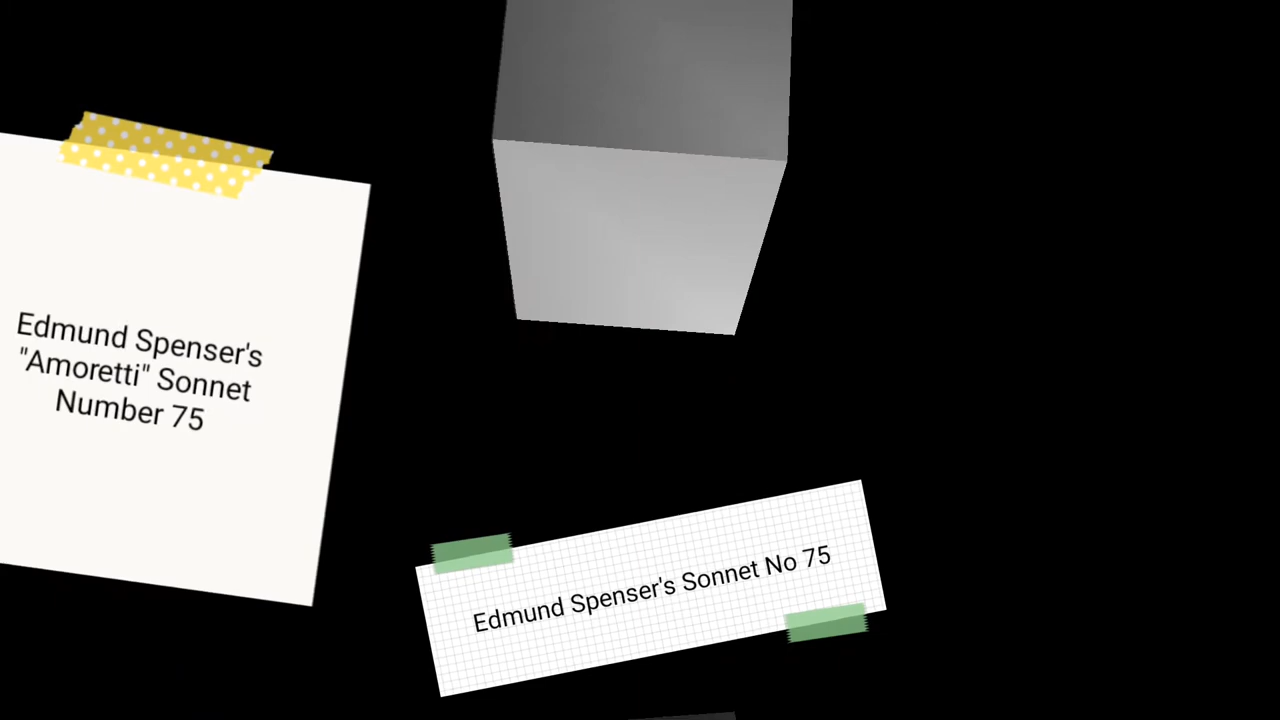 Edmund Spenser's
"Amoretti" Sonnet
Number 75
Edmund Spenser's Sonnet No 75